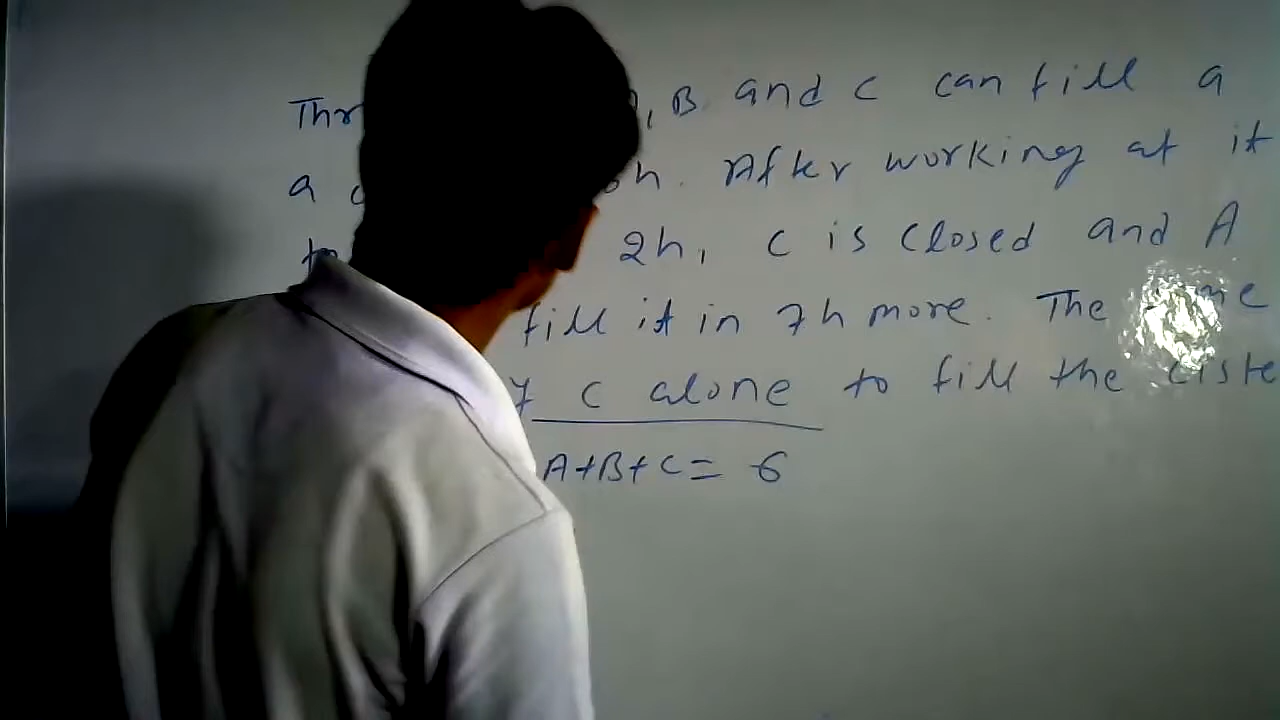 Thr , B and C can fill a
a c h. After working at it
to 2h, C is closed and A
fill it in 7h more. The
C alone to fill the ciste
A+B+C= 6